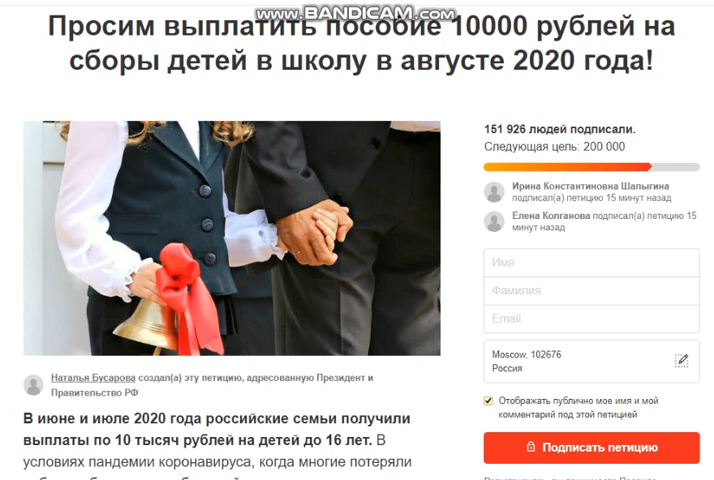 www.BANDICAM.com
Просим выплатить пособие 10000 рублей на
сборы детей в школу в августе 2020 года!
151 926 людей подписали.
Следующая цель: 200 000
Ирина Константиновна Шалыгина
подписал(а) петицию 15 минут назад
Елена Колганова подписал(а) петицию 15
минут назад
Имя
Фамилия
Email
Moscow, 102676
Россия
Отображать публично мое имя и мой
комментарий под этой петицией
Подписать петицию
Наталья Бусарова создал(а) эту петицию, адресованную Президент и
Правительство РФ
В июне и июле 2020 года российские семьи получили
выплаты по 10 тысяч рублей на детей до 16 лет. В
условиях пандемии коронавируса, когда многие потеряли